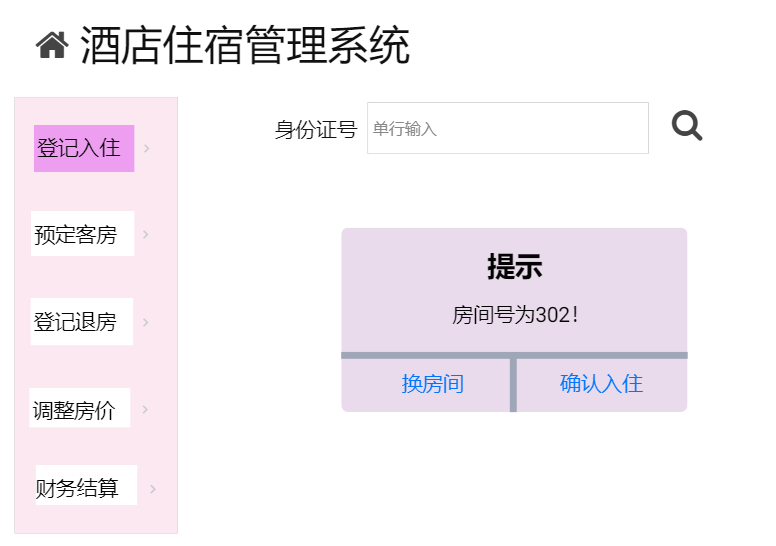 酒店住宿管理系统
登记入住
预定客房
登记退房
调整房价
财务结算
身份证号 单行输入
提示
房间号为302!
换房间 确认入住